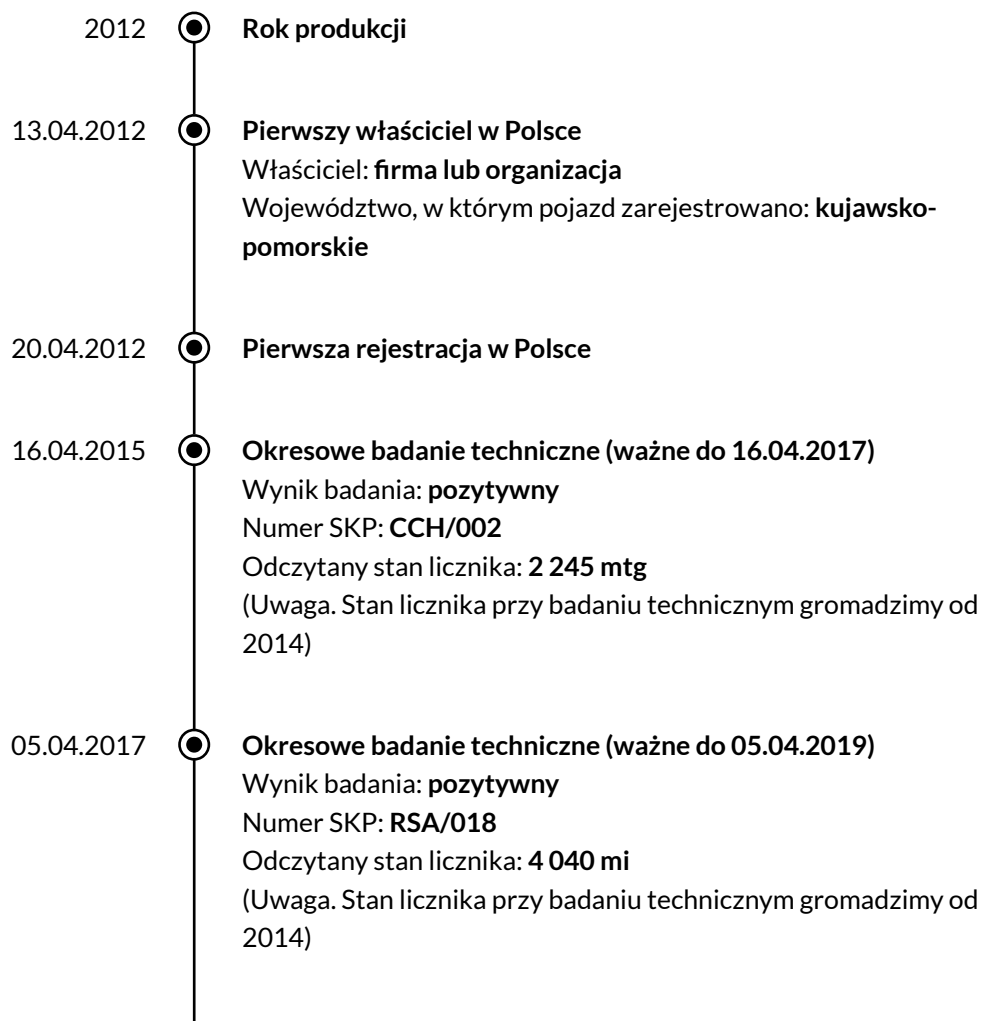 2012 Rok produkcji
13.04.2012 Pierwszy właściciel w Polsce
Właściciel: firma lub organizacja
Województwo, w którym pojazd zarejestrowano: kujawsko-
pomorskie
20.04.2012 Pierwsza rejestracja w Polsce
16.04.2015 Okresowe badanie techniczne (ważne do 16.04.2017)
Wynik badania: pozytywny
Numer SKP: CCH/002
Odczytany stan licznika: 2 245 mtg
(Uwaga. Stan licznika przy badaniu technicznym gromadzimy od
2014)
05.04.2017 Okresowe badanie techniczne (ważne do 05.04.2019)
Wynik badania: pozytywny
Numer SKP: RSA/018
Odczytany stan licznika: 4 040 mi
(Uwaga. Stan licznika przy badaniu technicznym gromadzimy od
2014)